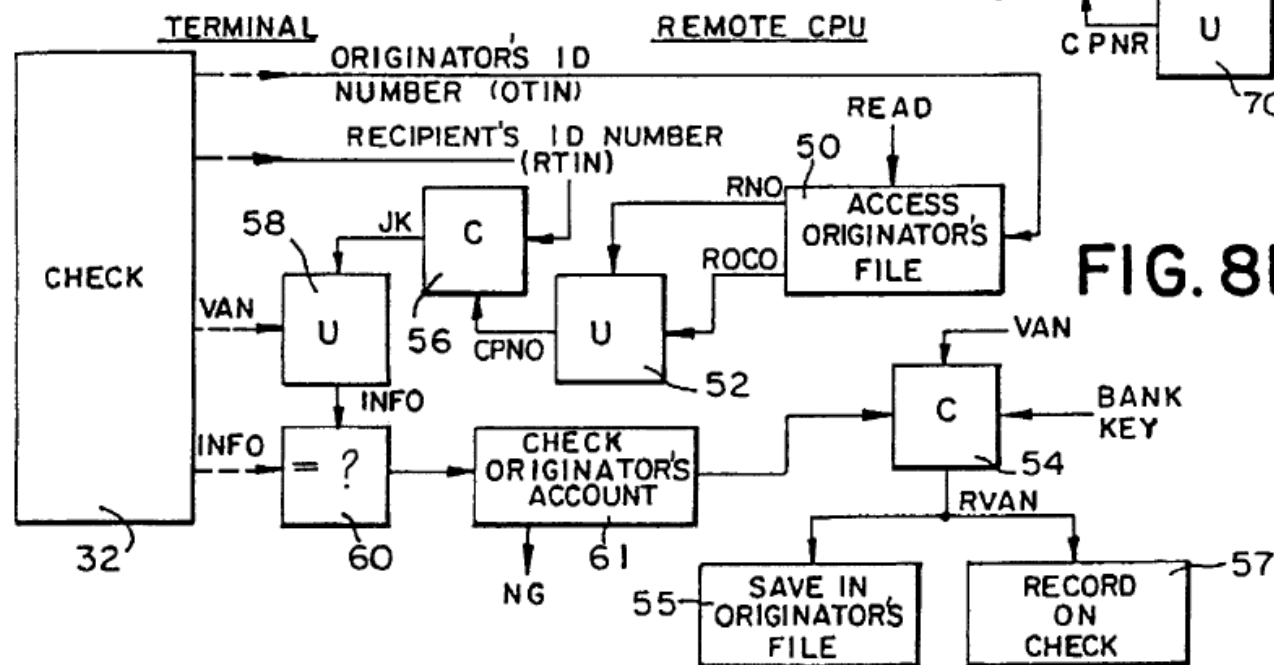 TERMINAL
REMOTE CPU
CPNR
U
70
ORIGINATOR'S ID
NUMBER (OTIN)
RECIPIENT'S ID NUMBER
(RTIN)
READ
50
ACCESS
ORIGINATOR'S
FILE
RNO
ROCO
58
JK
C
56
CHECK
VAN
U
CPNO
U
52
FIG. 8
INFO
INFO
= ?
60
CHECK
ORIGINATOR'S
ACCOUNT
61
NG
VAN
C
BANK
KEY
54
RVAN
32
55
SAVE IN
ORIGINATOR'S
FILE
RECORD
ON
CHECK
57